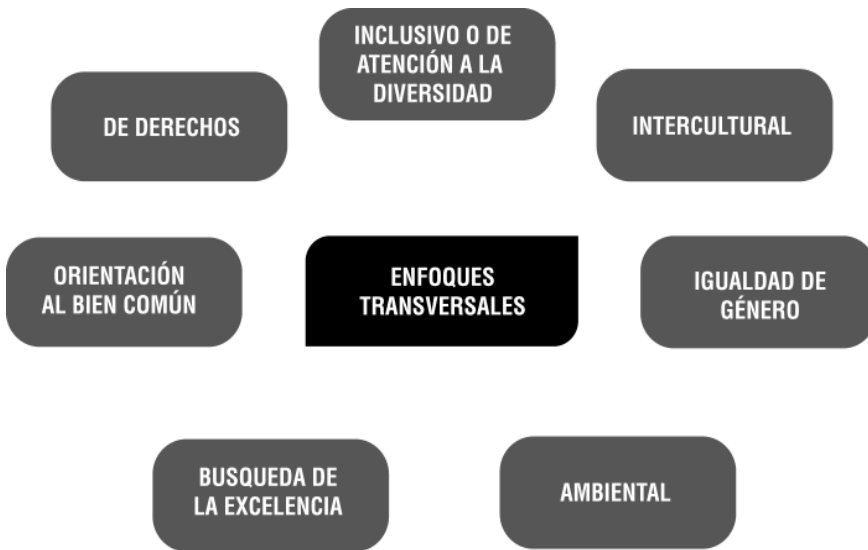 INCLUSIVO O DE
ATENCIÓN A LA
DIVERSIDAD
DE DERECHOS
INTERCULTURAL
ORIENTACIÓN
AL BIEN COMÚN
ENFOQUES
TRANSVERSALES
IGUALDAD DE
GÉNERO
BUSQUEDA DE
LA EXCELENCIA
AMBIENTAL